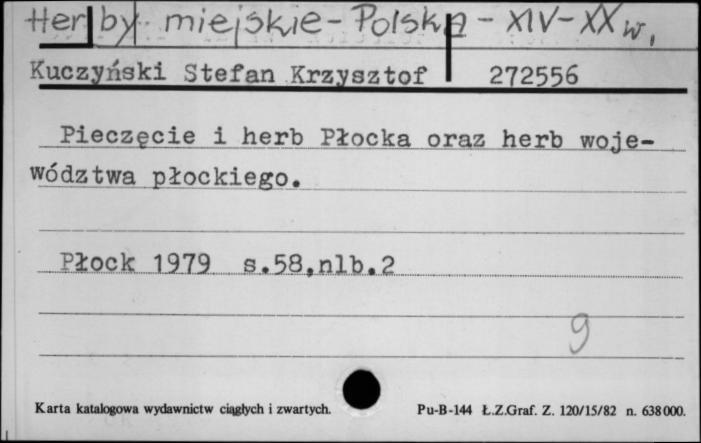 Herby miejskie - Polska - XIV-XX w.
Kuczyński Stefan Krzysztof 272556
Pieczęcie i herb Płocka oraz herb woje-
wództwa płockiego.
Płock 1979 s.58,nlb.2
9
Karta katalogowa wydawnictw ciągłych i zwartych. Pu-B-144 Ł.Z.Graf. Z. 120/15/82 n. 638000.